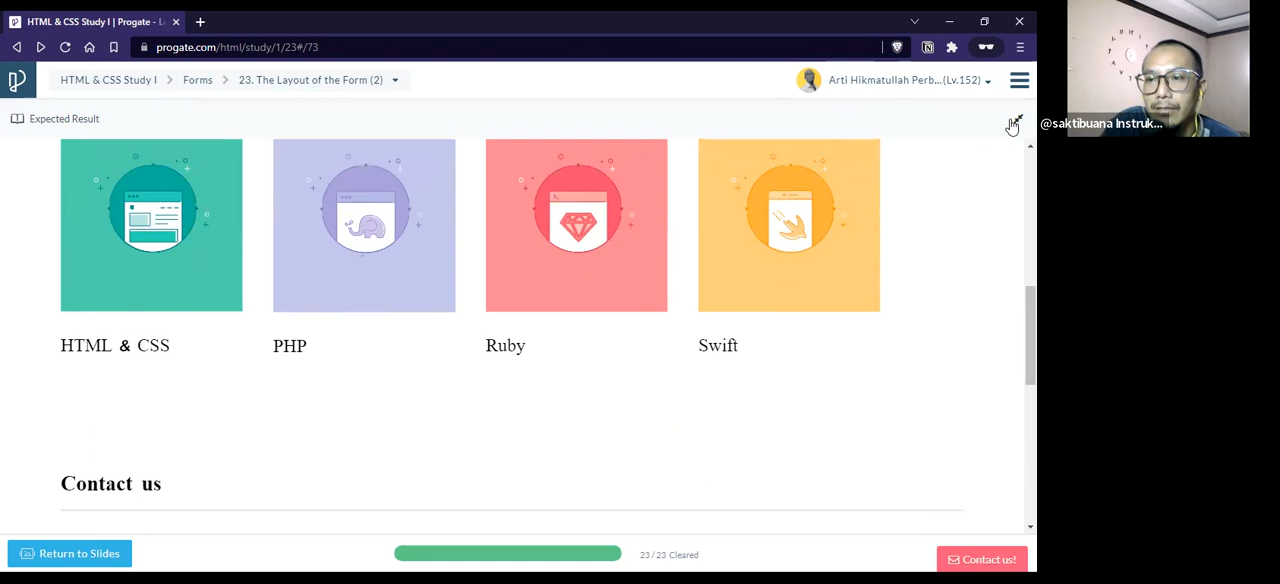 HTML & CSS Study I | Progate - L
progate.com/html/study/1/23#/73
HTML & CSS Study I
Forms
23. The Layout of the Form (2)
Arti Hikmatullah Perb...(Lv.152)
Expected Result
@saktibuana Instruk...
HTML & CSS
PHP
Ruby
Swift
Contact us
Return to Slides
23 / 23 Cleared
Contact us!